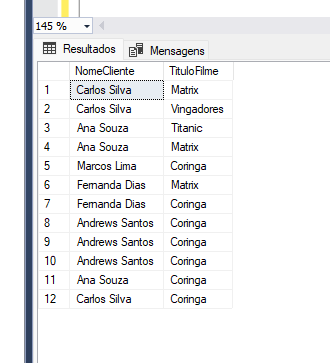 145 %
Resultados Mensagens
NomeCliente TituloFilme
1 Carlos Silva Matrix
2 Carlos Silva Vingadores
3 Ana Souza Titanic
4 Ana Souza Matrix
5 Marcos Lima Coringa
6 Fernanda Dias Matrix
7 Fernanda Dias Coringa
8 Andrews Santos Coringa
9 Andrews Santos Coringa
10 Andrews Santos Coringa
11 Ana Souza Coringa
12 Carlos Silva Coringa